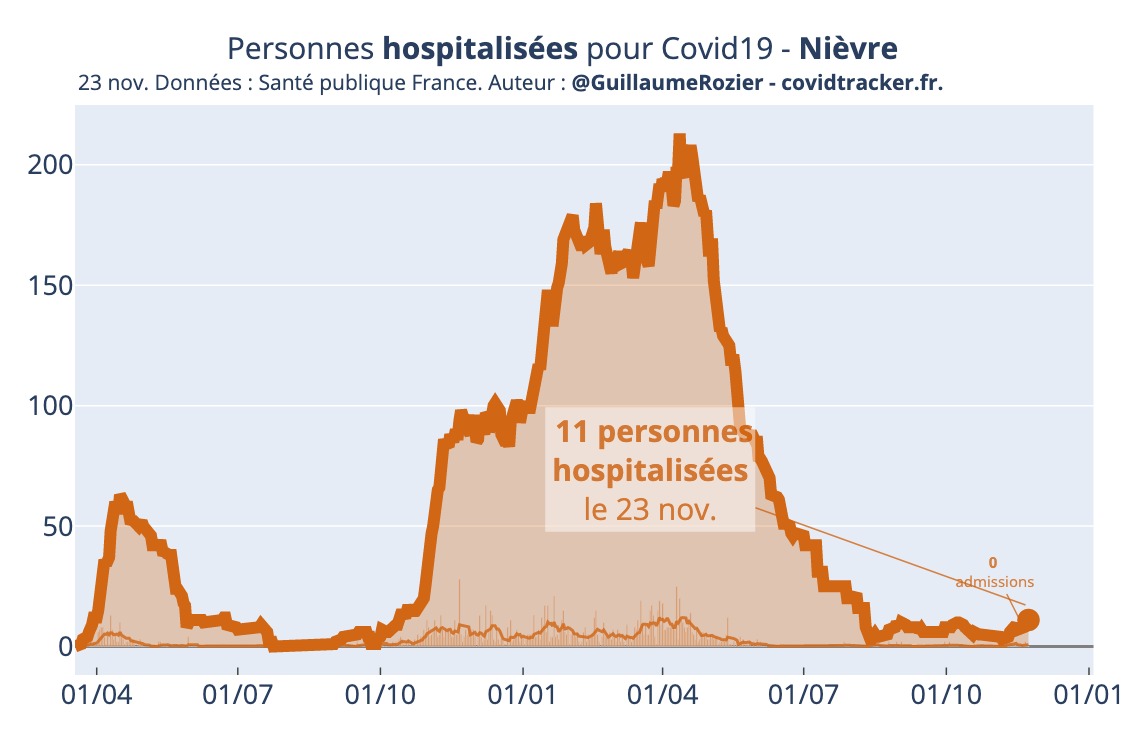 Personnes hospitalisées pour Covid19 - Nièvre
23 nov. Données : Santé publique France. Auteur : @GuillaumeRozier - covidtracker.fr.
200
150
100
50
0
11 personnes
hospitalisées
le 23 nov.
0
admissions
01/04
01/07
01/10
01/01
01/04
01/07
01/10
01/01